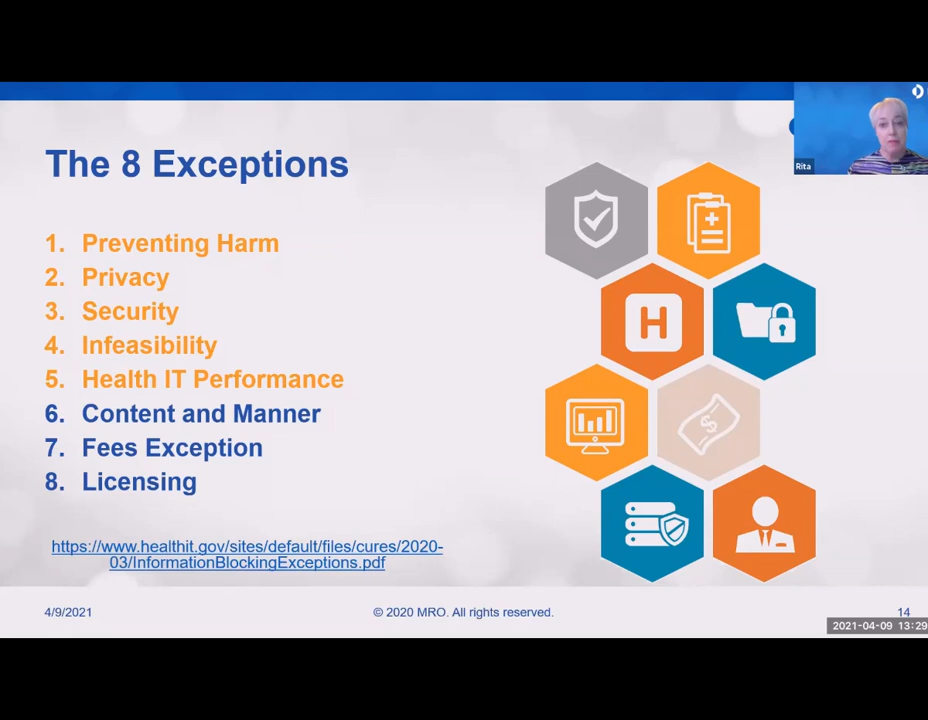 The 8 Exceptions
Rita
1. Preventing Harm
2. Privacy
3. Security
4. Infeasibility
5. Health IT Performance
6. Content and Manner
7. Fees Exception
8. Licensing
H
$
https://www.healthit.gov/sites/default/files/cures/2020-
03/InformationBlockingExceptions.pdf
4/9/2021
© 2020 MRO. All rights reserved.
14
2021-04-09 13:29